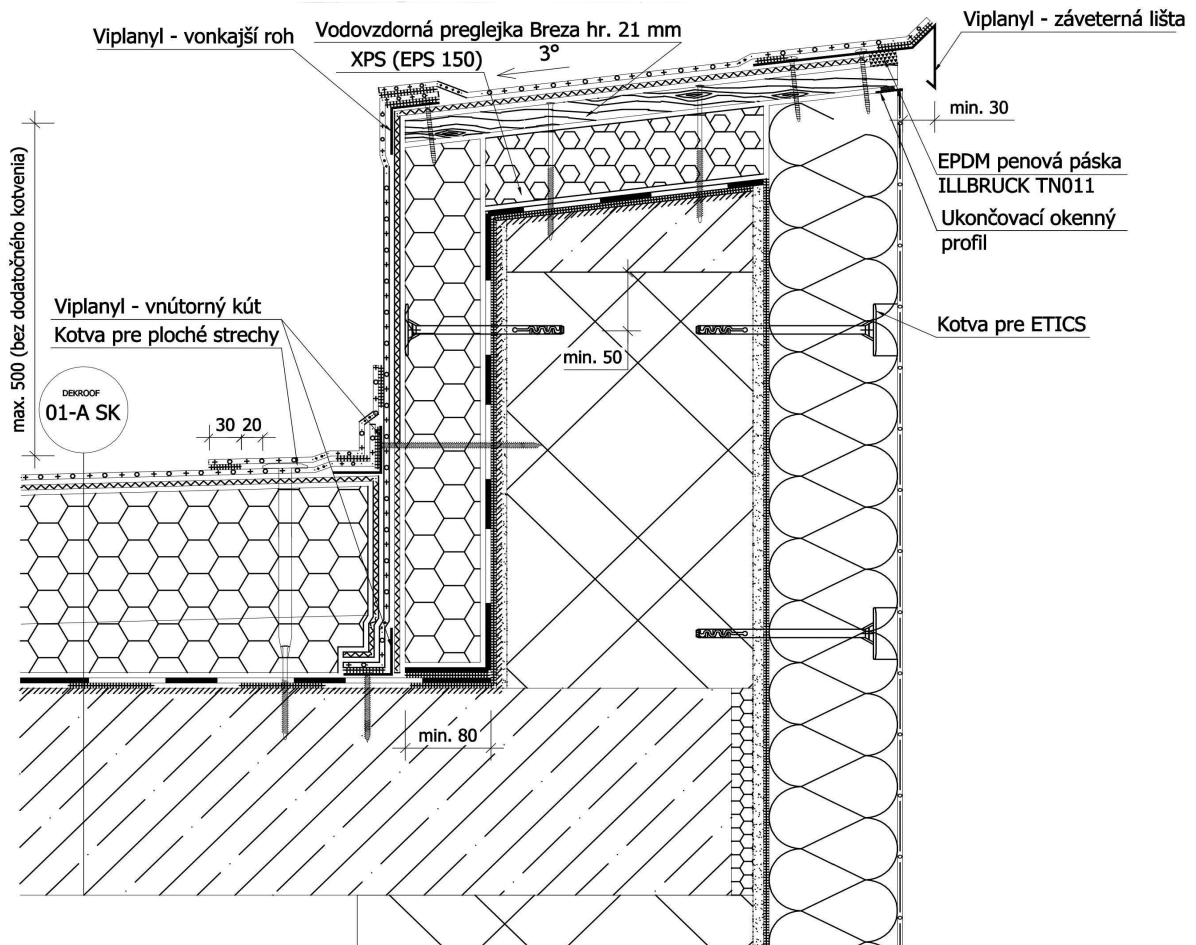 Viplanyl - vonkajší roh
Vodovzdorná preglejka Breza hr. 21 mm
XPS (EPS 150)
3°
Viplanyl - záveterná lišta
min. 30
EPDM penová páska
ILLBRUCK TN011
Ukončovací okenný
profil
max. 500 (bez dodatočného kotvenia)
Viplanyl - vnútorný kút
Kotva pre ploché strechy
Kotva pre ETICS
min. 50
DEKROOF
01-A SK
30 20
min. 80